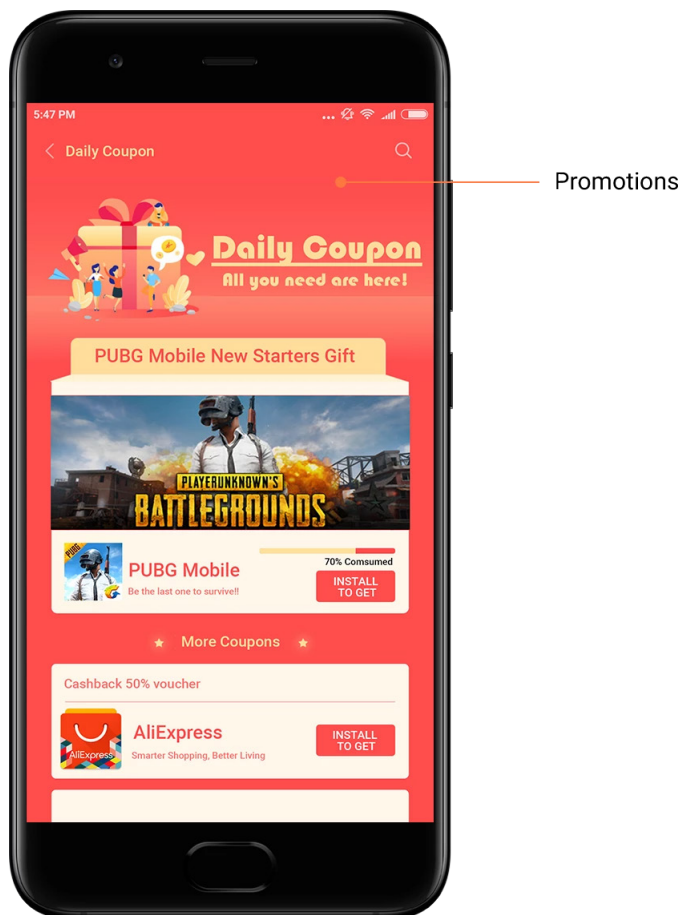 5:47 PM
Daily Coupon
Promotions
Daily Coupon
All you need are here!
PUBG Mobile New Starters Gift
PLAYERUNKNOWN'S
BATTLEGROUNDS
PUBG
70% Comsumed
PUBG Mobile
Be the last one to survive!!
INSTALL
TO GET
More Coupons
Cashback 50% voucher
AliExpress
AliExpress
Smarter Shopping, Better Living
INSTALL
TO GET